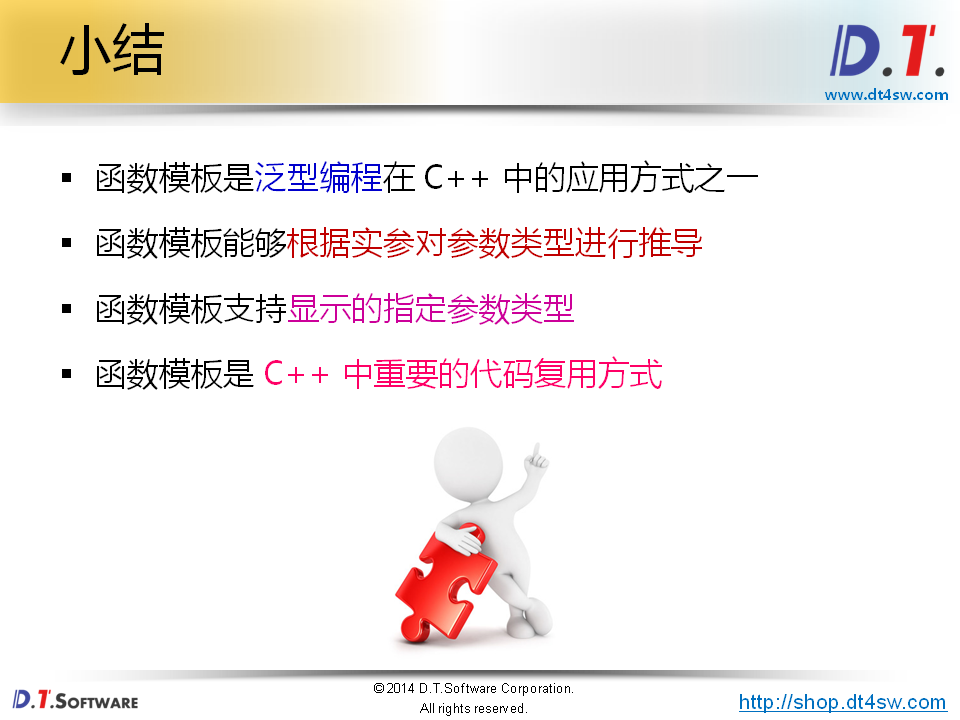 小结
D.T.
www.dt4sw.com
▪ 函数模板是泛型编程在 C++ 中的应用方式之一
▪ 函数模板能够根据实参对参数类型进行推导
▪ 函数模板支持显示的指定参数类型
▪ 函数模板是 C++ 中重要的代码复用方式
D.T.SOFTWARE
©2014 D.T.Software Corporation.
All rights reserved.
http://shop.dt4sw.com